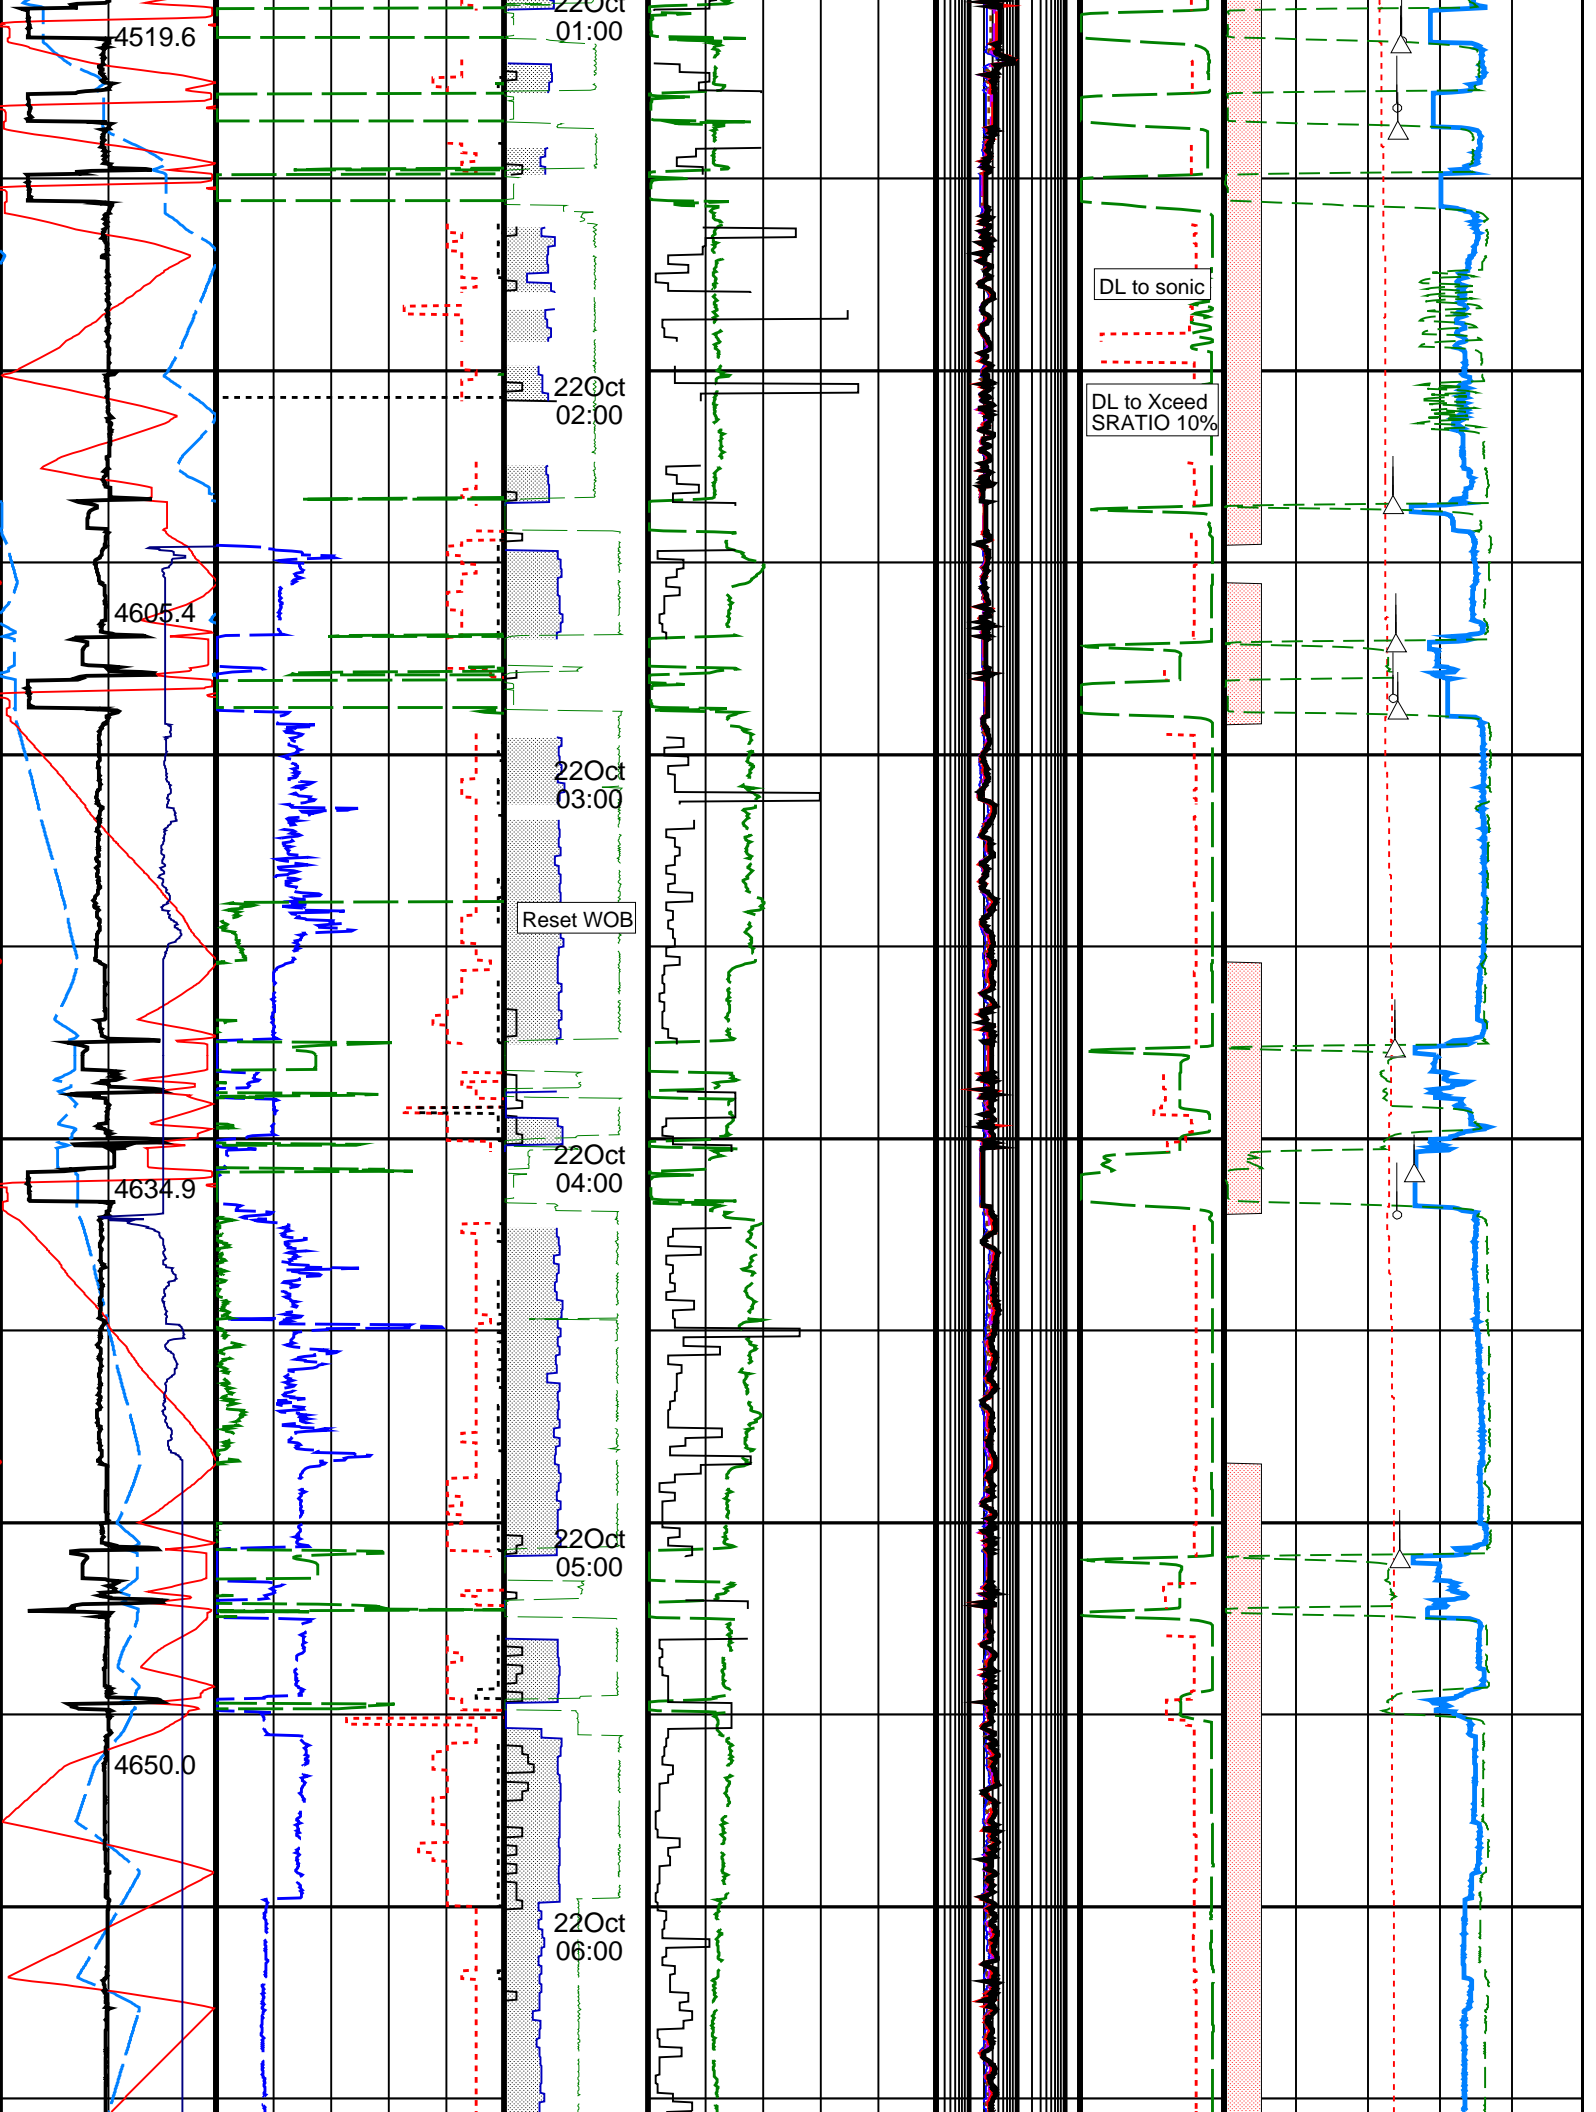 22Oct
01:00
4519.6
DL to sonic
22Oct
02:00
DL to Xceed
SRATIO 10%
4605.4
22Oct
03:00
Reset WOB
22Oct
04:00
4634.9
22Oct
05:00
4650.0
22Oct
06:00